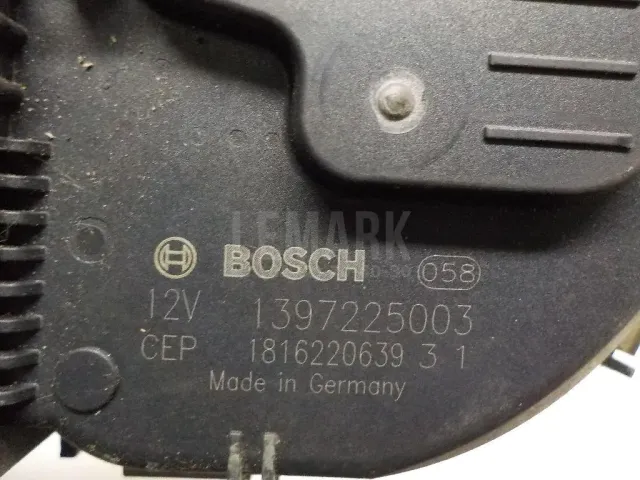 LEMARK
BOSCH 058
12V 1397225003
CEP 1816220639 3 1
Made in Germany